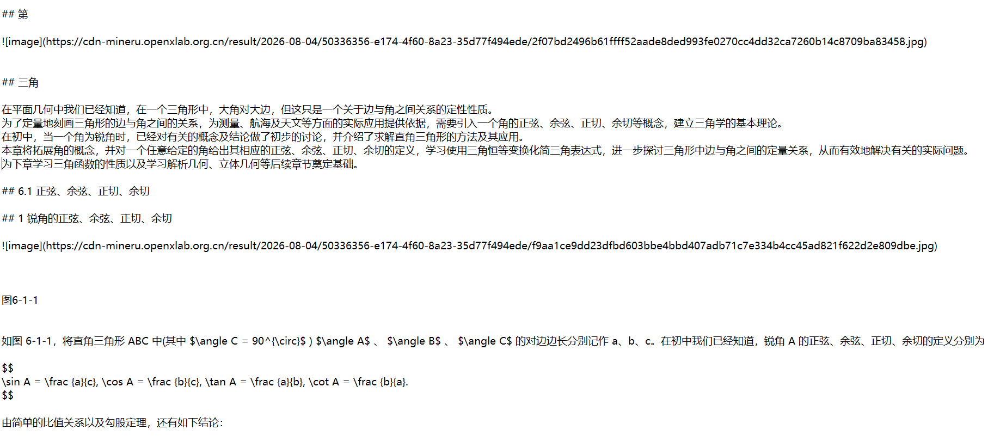 ## 第
![image](https://cdn-mineru.openxlab.org.cn/result/2026-08-04/50336356-e174-4f60-8a23-35d77f494ede/2f07bd2496b61ffff52aade8ded993fe0270cc4dd32ca7260b14c8709ba83458.jpg)
## 三角
在平面几何中我们已经知道，在一个三角形中，大角对大边，但这只是一个关于边与角之间关系的定性性质。
为了定量地刻画三角形的边与角之间的关系，为测量、航海及天文等方面的实际应用提供依据，需要引入一个角的正弦、余弦、正切、余切等概念，建立三角学的基本理论。
在初中，当一个角为锐角时，已经对有关的概念及结论做了初步的讨论，并介绍了求解直角三角形的方法及其应用。
本章将拓展角的概念，并对一个任意给定的角给出其相应的正弦、余弦、正切、余切的定义，学习使用三角恒等变换化简三角表达式，进一步探讨三角形中边与角之间的定量关系，从而有效地解决有关的实际问题。
为下章学习三角函数的性质以及学习解析几何、立体几何等后续章节奠定基础。
## 6.1 正弦、余弦、正切、余切
## 1 锐角的正弦、余弦、正切、余切
![image](https://cdn-mineru.openxlab.org.cn/result/2026-08-04/50336356-e174-4f60-8a23-35d77f494ede/f9aa1ce9dd23dfbd603bbe4bbd407adb71c7e334b4cc45ad821f622d2e809dbe.jpg)
图6-1-1
如图 6-1-1，将直角三角形 ABC 中(其中 $\angle C = 90^{\circ}$ ) $\angle A$ 、 $\angle B$ 、 $\angle C$ 的对边边长分别记作 a、b、c。在初中我们已经知道，锐角 A 的正弦、余弦、正切、余切的定义分别为
$$
\sin A = \frac {a}{c}, \cos A = \frac {b}{c}, \tan A = \frac {a}{b}, \cot A = \frac {b}{a}.
$$
由简单的比值关系以及勾股定理，还有如下结论：